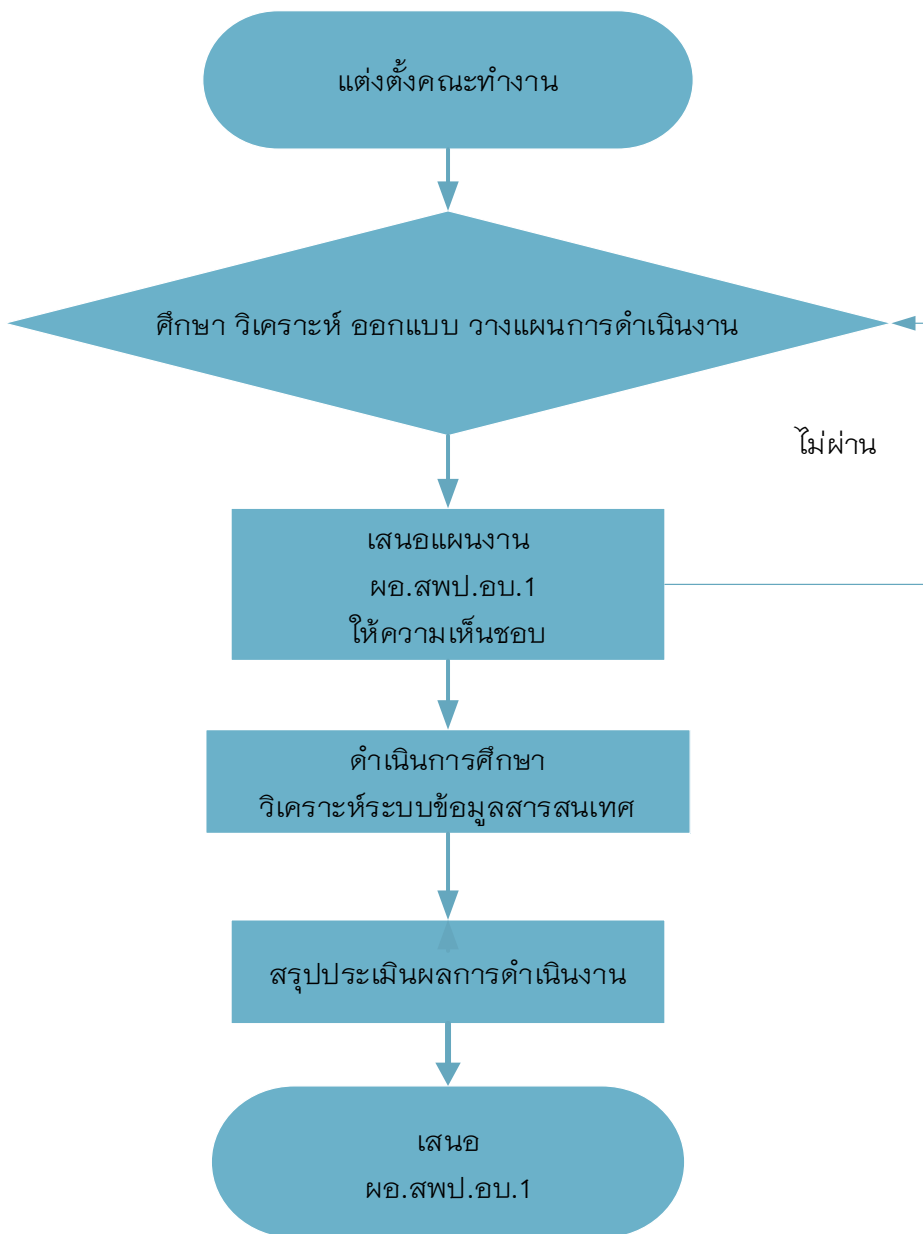 แต่งตั้งคณะทำงาน
ศึกษา วิเคราะห์ ออกแบบ วางแผนการดำเนินงาน
ไม่ผ่าน
เสนอแผนงาน
ผอ.สพป.อบ.1
ให้ความเห็นชอบ
ดำเนินการศึกษา
วิเคราะห์ระบบข้อมูลสารสนเทศ
สรุปประเมินผลการดำเนินงาน
เสนอ
ผอ.สพป.อบ.1